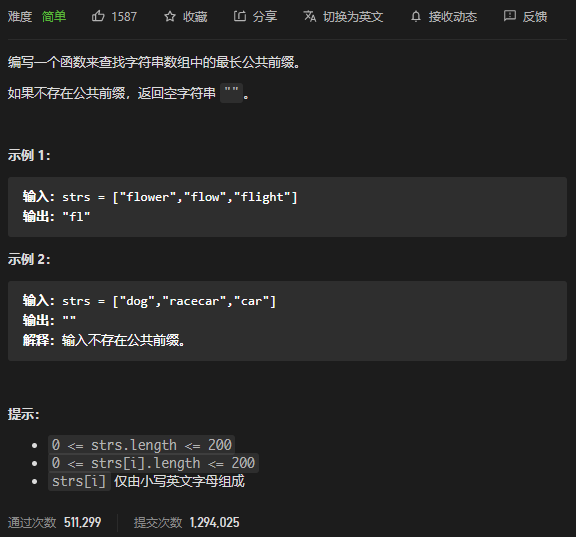 难度 简单 1587 收藏 分享 切换为英文 接收动态 反馈
编写一个函数来查找字符串数组中的最长公共前缀。
如果不存在公共前缀，返回空字符串 ""。
示例 1：
输入：strs = ["flower","flow","flight"]
输出："fl"
示例 2：
输入：strs = ["dog","racecar","car"]
输出：""
解释：输入不存在公共前缀。
提示：
0 <= strs.length <= 200
0 <= strs[i].length <= 200
strs[i] 仅由小写英文字母组成
通过次数 511,299 提交次数 1,294,025